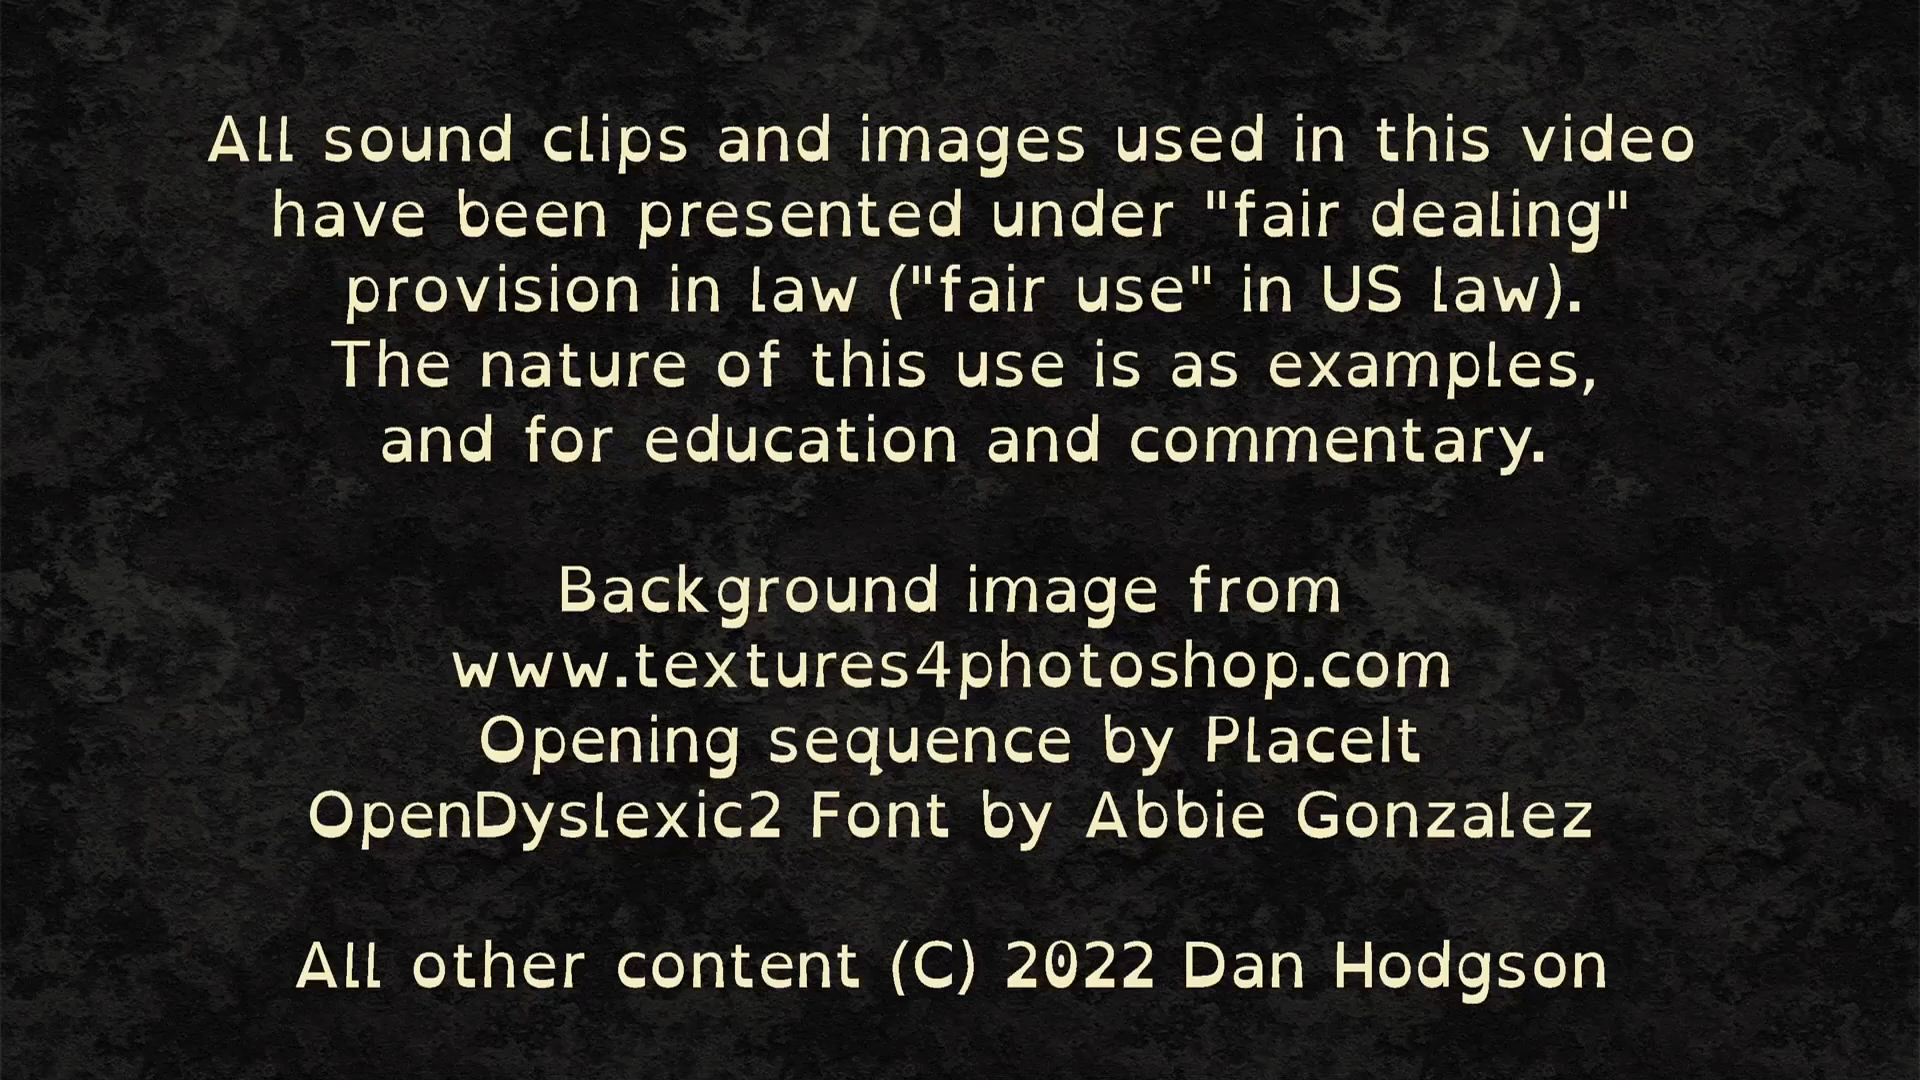 All sound clips and images used in this video
have been presented under "fair dealing"
provision in law ("fair use" in US law).
The nature of this use is as examples,
and for education and commentary.
Background image from
www.textures4photoshop.com
Opening sequence by PlaceIt
OpenDyslexic2 Font by Abbie Gonzalez
All other content (C) 2022 Dan Hodgson